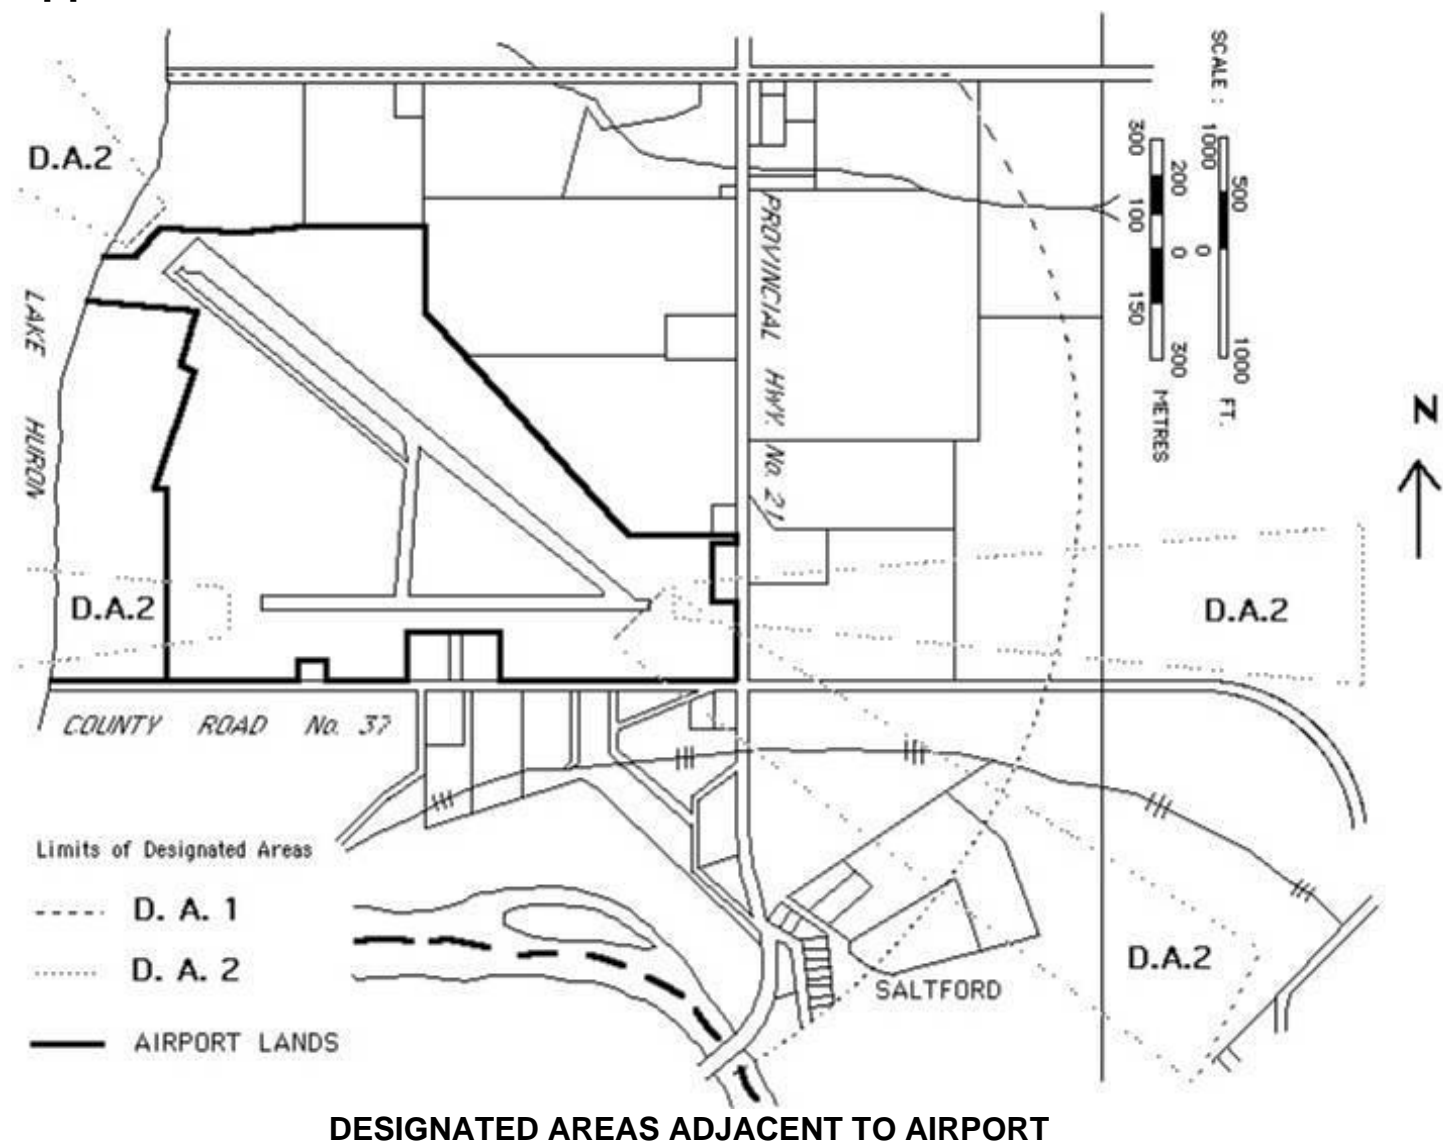 SCALE :
1000 500 0 1000 FT.
300 200 100 0 150 300 METRES
D.A.2
PROVINCIAL HWY. No. 21
LAKE HURON
N
D.A.2
D.A.2
COUNTY ROAD No. 37
Limits of Designated Areas
D. A. 1
D. A. 2
AIRPORT LANDS
D.A.2
SALTFORD
DESIGNATED AREAS ADJACENT TO AIRPORT